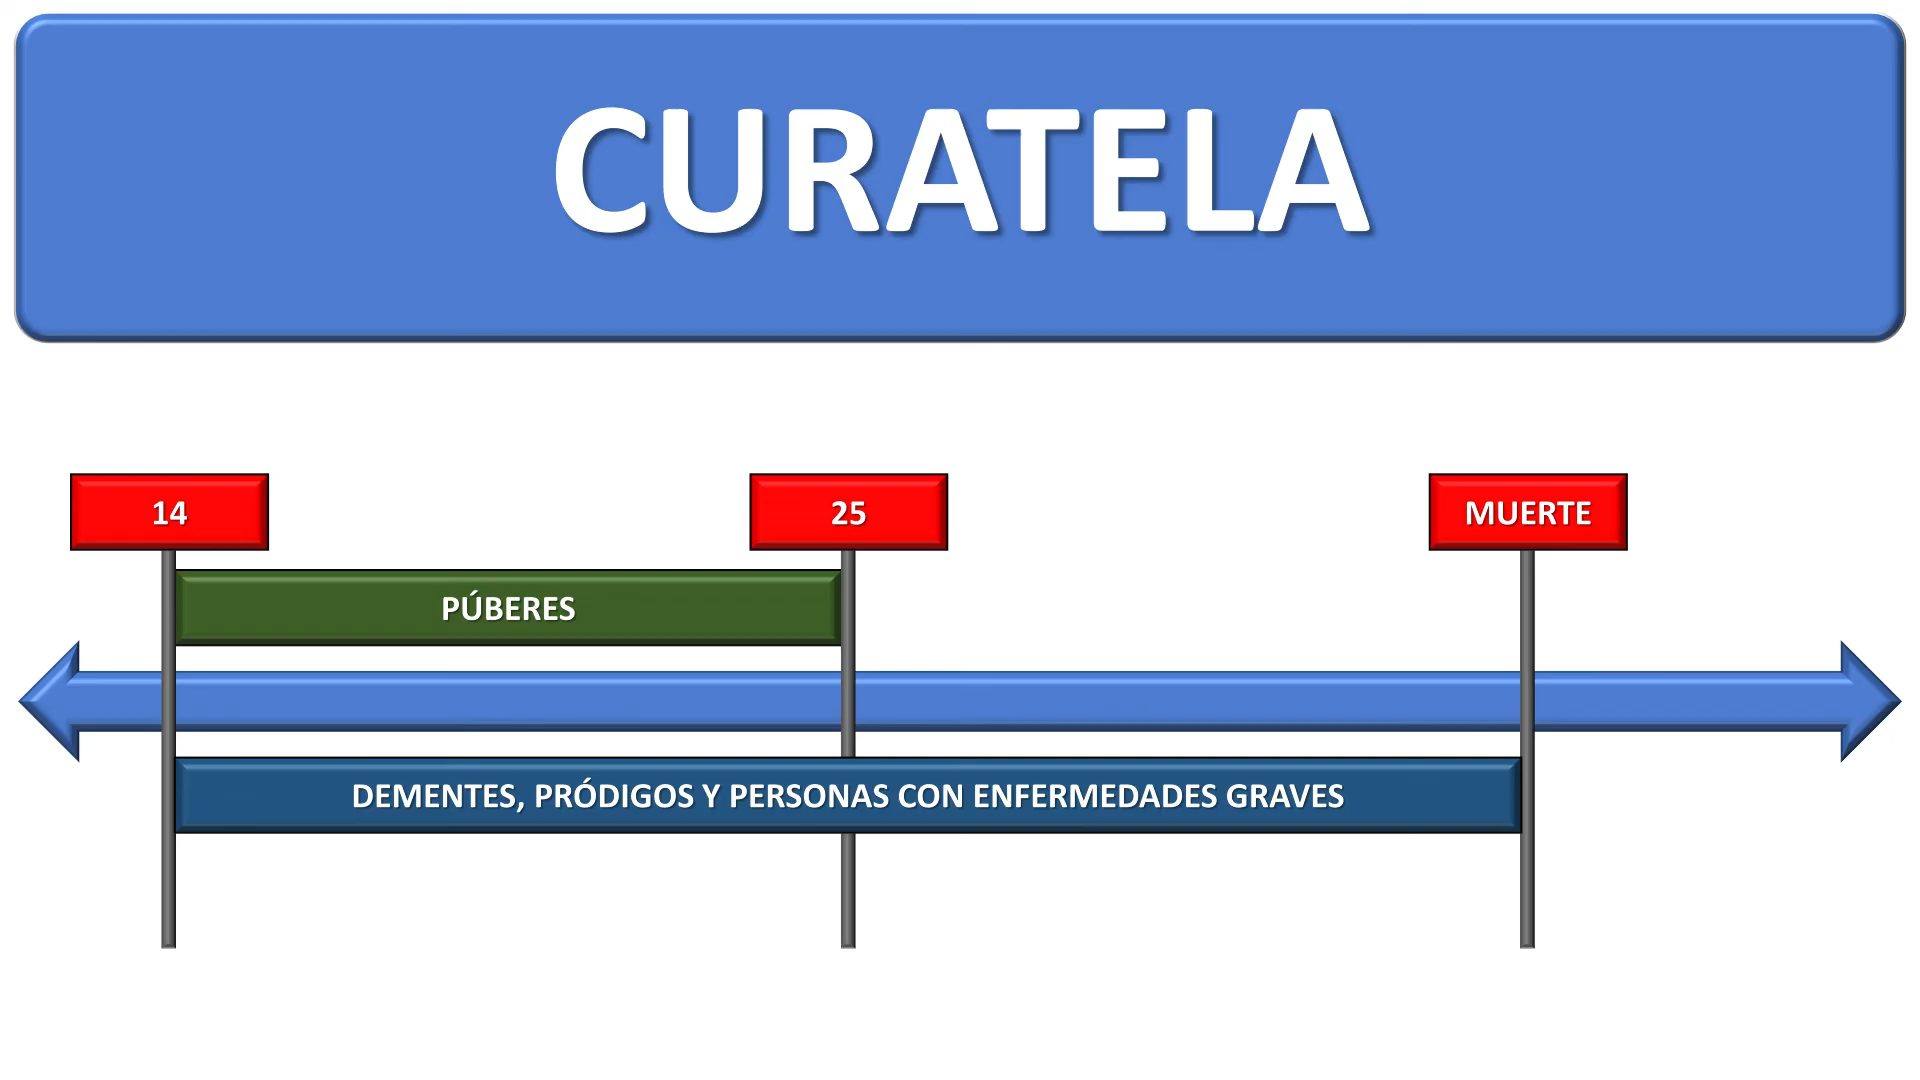 CURATELA
14
25
MUERTE
PÚBERES
DEMENTES, PRÓDIGOS Y PERSONAS CON ENFERMEDADES GRAVES